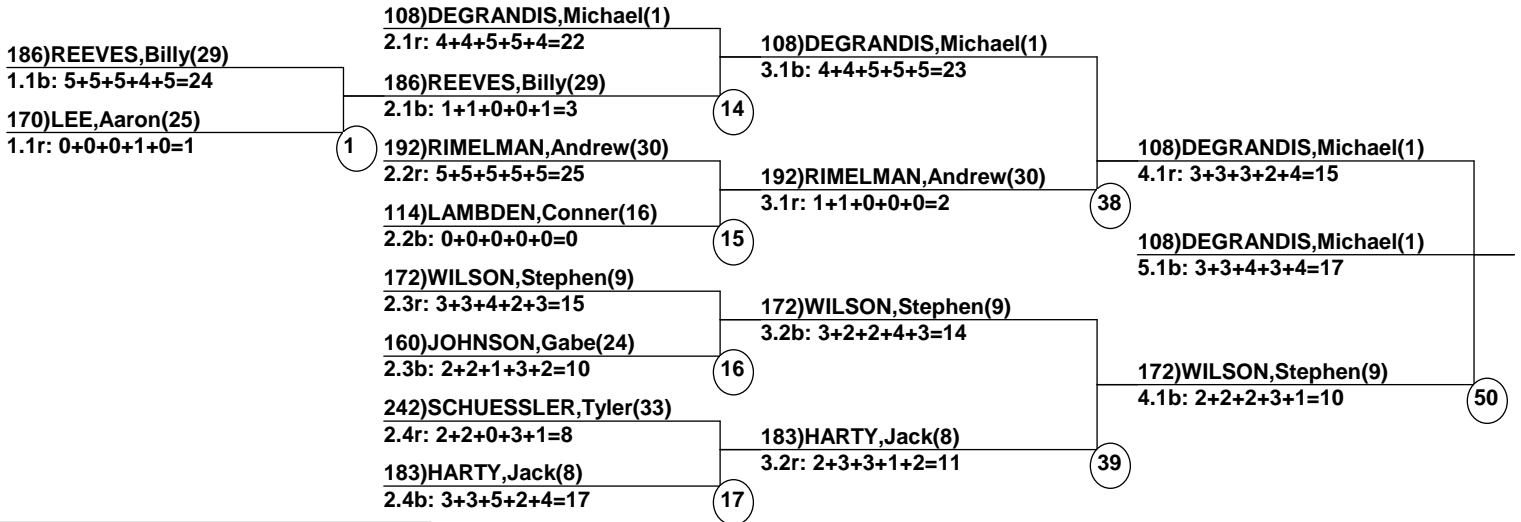 186)REEVES,Billy(29)
1.1b: 5+5+5+4+5=24
170)LEE,Aaron(25)
1.1r: 0+0+0+1+0=1
1
108)DEGRANDIS,Michael(1)
2.1r: 4+4+5+5+4=22
186)REEVES,Billy(29)
2.1b: 1+1+0+0+1=3
14
192)RIMELMAN,Andrew(30)
2.2r: 5+5+5+5+5=25
114)LAMBDEN,Conner(16)
2.2b: 0+0+0+0+0=0
15
172)WILSON,Stephen(9)
2.3r: 3+3+4+2+3=15
160)JOHNSON,Gabe(24)
2.3b: 2+2+1+3+2=10
16
242)SCHUESSLER,Tyler(33)
2.4r: 2+2+0+3+1=8
183)HARTY,Jack(8)
2.4b: 3+3+5+2+4=17
17
108)DEGRANDIS,Michael(1)
3.1b: 4+4+5+5+5=23
192)RIMELMAN,Andrew(30)
3.1r: 1+1+0+0+0=2
38
172)WILSON,Stephen(9)
3.2b: 3+2+2+4+3=14
183)HARTY,Jack(8)
3.2r: 2+3+3+1+2=11
39
108)DEGRANDIS,Michael(1)
4.1r: 3+3+3+2+4=15
108)DEGRANDIS,Michael(1)
5.1b: 3+3+4+3+4=17
172)WILSON,Stephen(9)
4.1b: 2+2+2+3+1=10
50